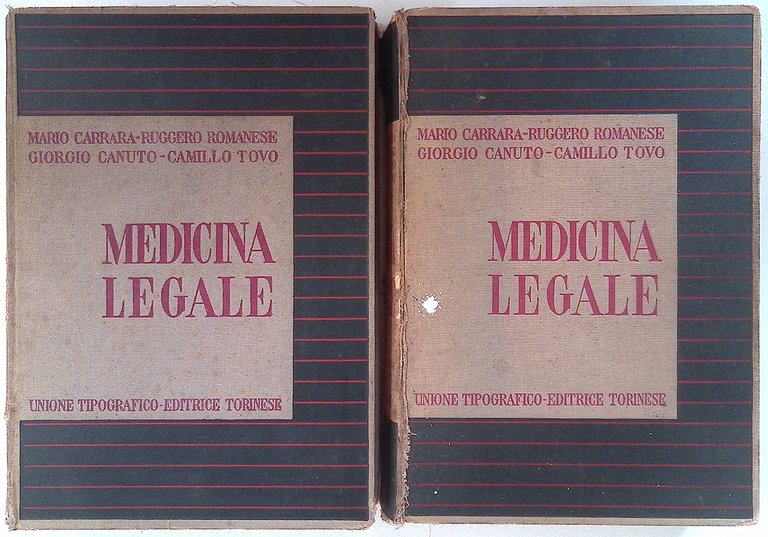 MARIO CARRARA-RUGGERO ROMANESE
GIORGIO CANUTO-CAMILLO TOVO
MEDICINA
LEGALE
UNIONE TIPOGRAFICO-EDITRICE TORINESE
MARIO CARRARA-RUGGERO ROMANESE
GIORGIO CANUTO-CAMILLO TOVO
MEDICINA
LEGALE
UNIONE TIPOGRAFICO-EDITRICE TORINESE